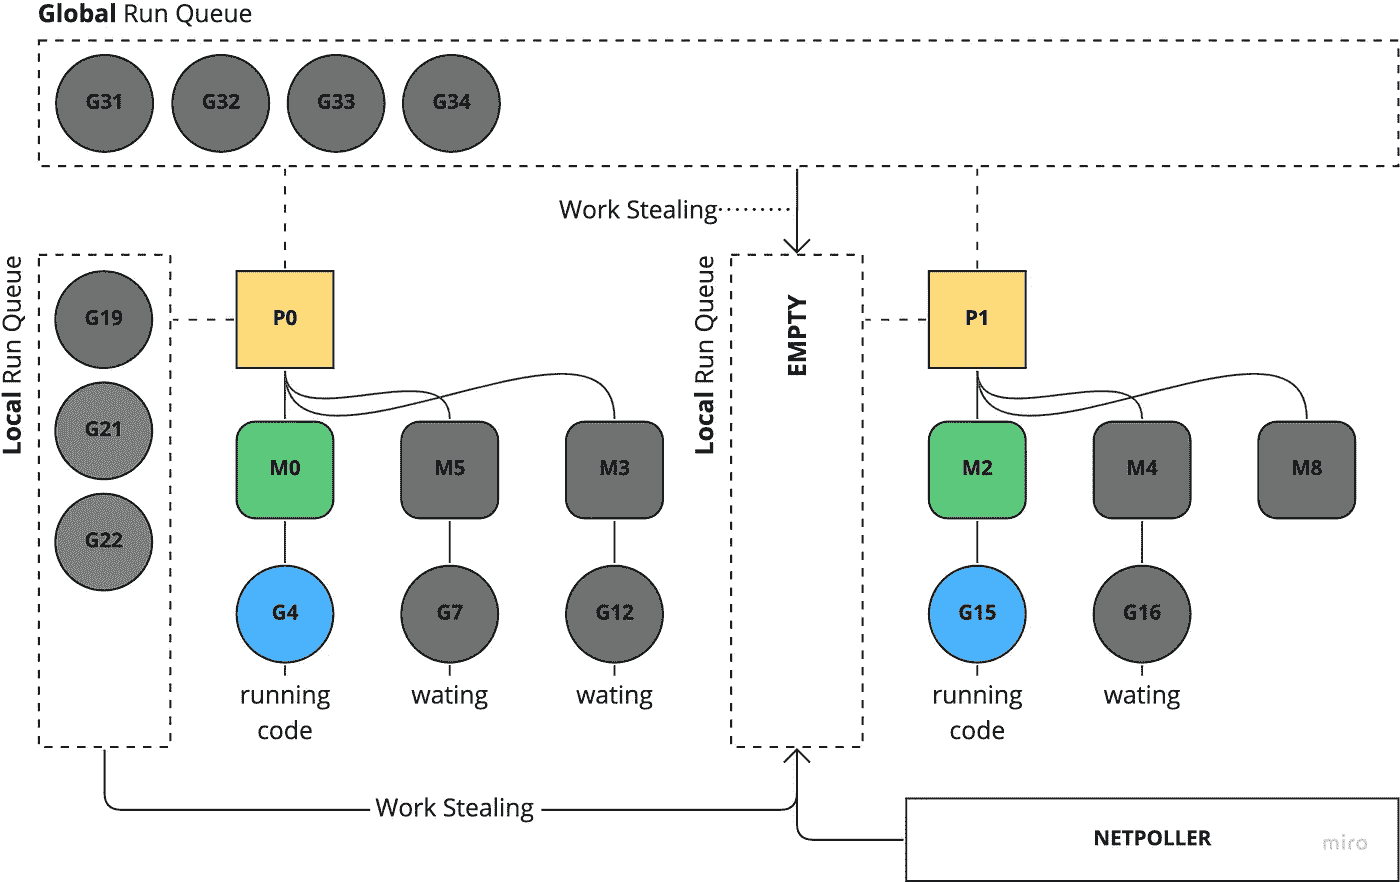 Global Run Queue
G31 G32 G33 G34
Work Stealing
Local Run Queue
G19
G21
G22
P0
M0 M5 M3
G4 G7 G12
running
code
wating
wating
Local Run Queue
EMPTY
P1
M2 M4 M8
G15 G16
running
code
wating
Work Stealing
NETPOLLER
miro